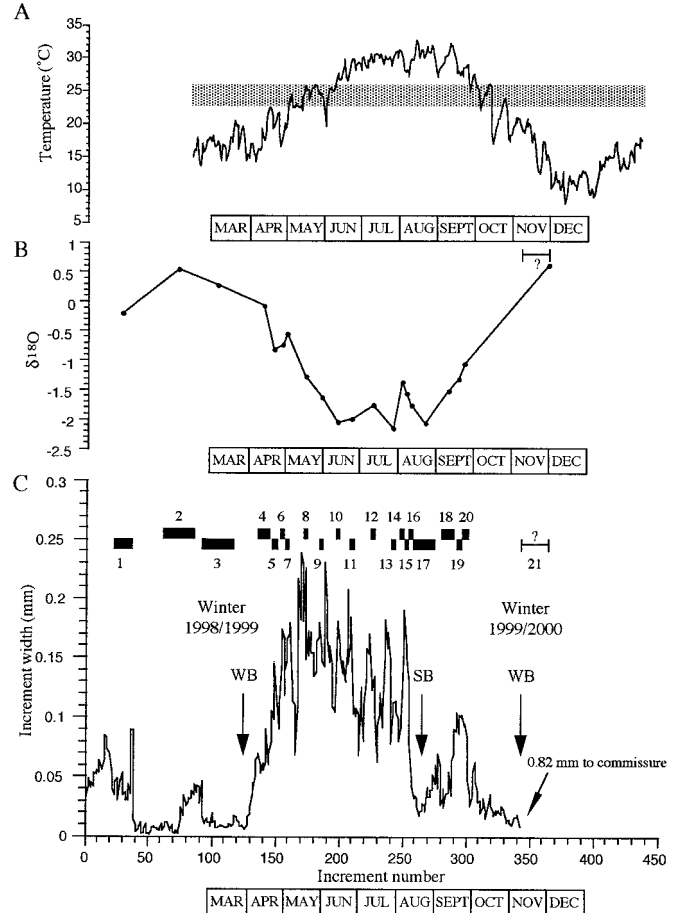 A
Temperature (°C)
35
30
25
20
15
10
5
MAR APR MAY JUN JUL AUG SEPT OCT NOV DEC
B
δ18O
1
0.5
0
-0.5
-1
-1.5
-2
-2.5
?
MAR APR MAY JUN JUL AUG SEPT OCT NOV DEC
C
Increment width (mm)
0.3
0.25
0.2
0.15
0.1
0.05
0
2 4 6 8 10 12 14 16 18 20 ?
1 3 5 7 9 11 13 15 17 19 21
Winter
1998/1999
Winter
1999/2000
WB SB WB
0.82 mm to commissure
0 50 100 150 200 250 300 350 400 450
Increment number
MAR APR MAY JUN JUL AUG SEPT OCT NOV DEC